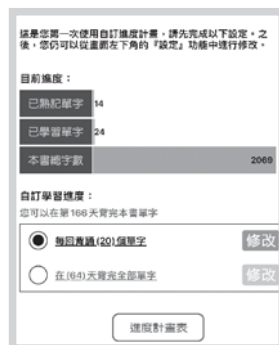 這是您第一次使用自訂進度計畫，請先完成以下設定。之
後，您仍可以從畫面左下角的『設定』功能中進行修改。
目前進度：
已熟記單字 14
已學習單字 24
本書總字數 2069
自訂學習進度：
您可以在第 166 天背完本書單字
每回背誦 (20) 個單字 修改
在 (64) 天背完全部單字 修改
進度計畫表